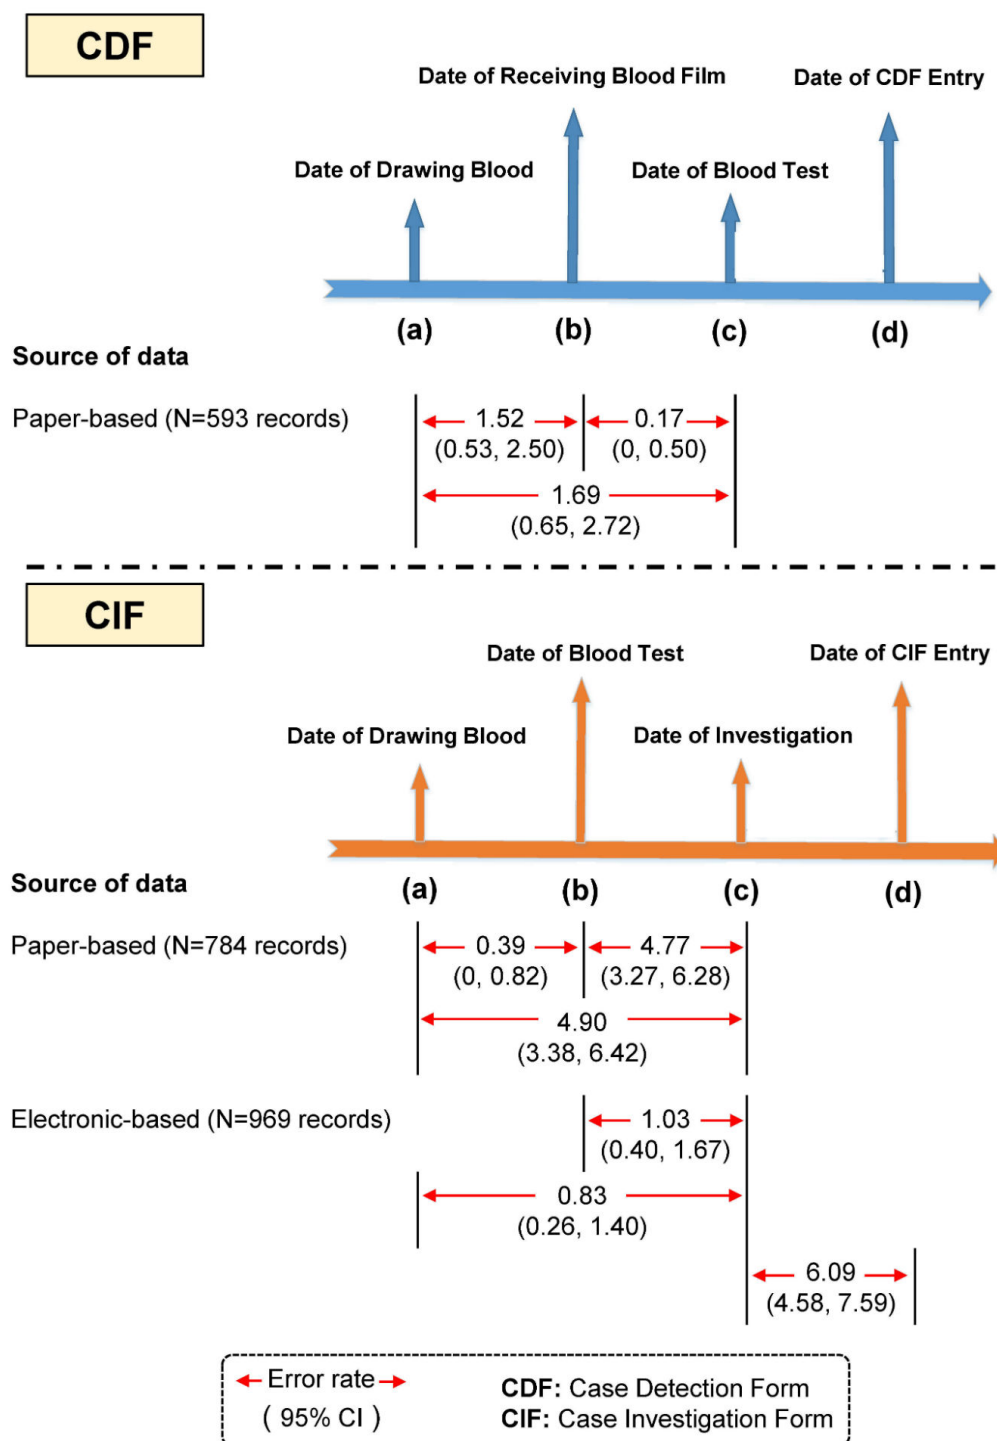 CDF
Date of Receiving Blood Film
Date of CDF Entry
Date of Drawing Blood
Date of Blood Test
(a)
(b)
(c)
(d)
Source of data
Paper-based (N=593 records)
1.52
(0.53, 2.50)
0.17
(0, 0.50)
1.69
(0.65, 2.72)
CIF
Date of Blood Test
Date of CIF Entry
Date of Drawing Blood
Date of Investigation
(a)
(b)
(c)
(d)
Source of data
Paper-based (N=784 records)
0.39
(0, 0.82)
4.77
(3.27, 6.28)
4.90
(3.38, 6.42)
Electronic-based (N=969 records)
1.03
(0.40, 1.67)
0.83
(0.26, 1.40)
6.09
(4.58, 7.59)
Error rate
( 95% CI )
CDF: Case Detection Form
CIF: Case Investigation Form